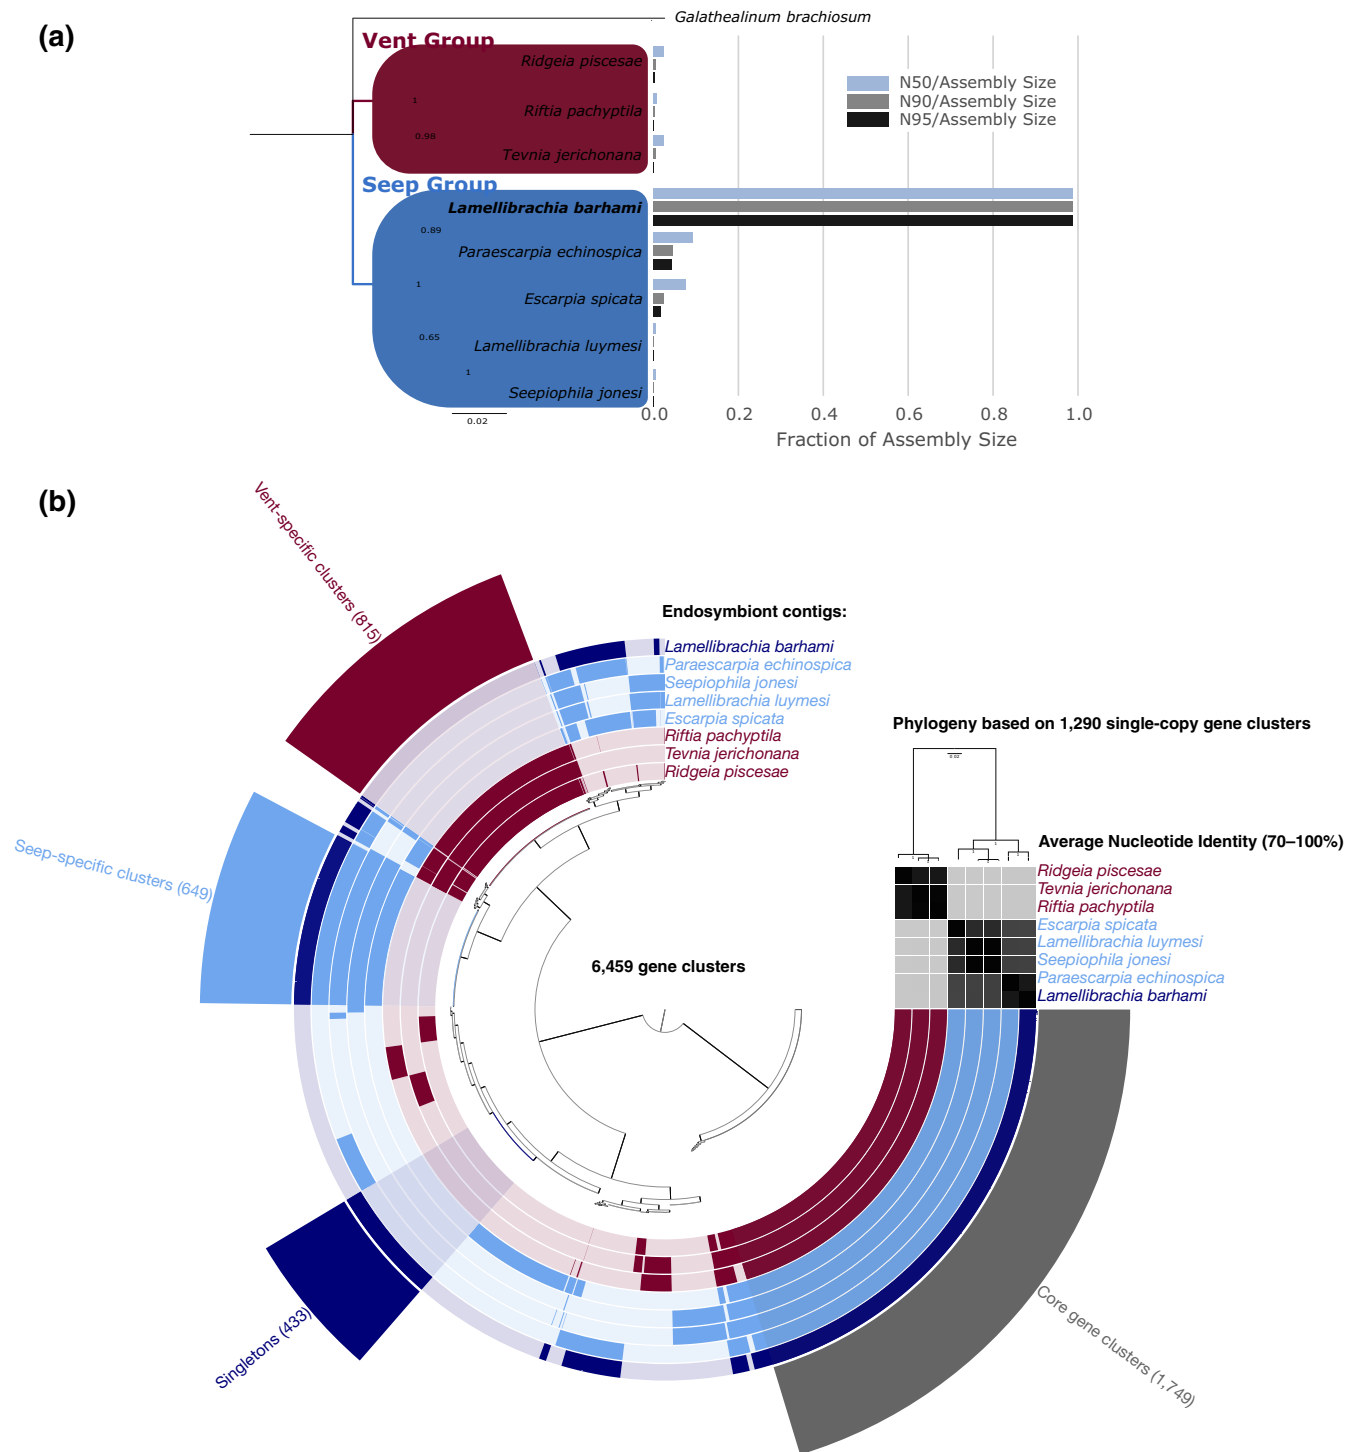 (a)
Galathealinum brachiosum
Vent Group
Ridgeia piscesae
N50/Assembly Size
N90/Assembly Size
N95/Assembly Size
1
Riftia pachyptila
0.98
Tevnia jerichonana
Seep Group
Lamellibrachia barhami
0.89
Paraescarpia echinospica
1
Escarpia spicata
0.65
Lamellibrachia luymesi
1
Seepiophila jonesi
0.02
0.0 0.2 0.4 0.6 0.8 1.0
Fraction of Assembly Size
(b)
Vent-specific clusters (815)
Endosymbiont contigs:
Lamellibrachia barhami
Paraescarpia echinospica
Seepiophila jonesi
Lamellibrachia luymesi
Escarpia spicata
Riftia pachyptila
Tevnia jerichonana
Ridgeia piscesae
Phylogeny based on 1,290 single-copy gene clusters
0.02
Average Nucleotide Identity (70–100%)
Ridgeia piscesae
Tevnia jerichonana
Riftia pachyptila
Escarpia spicata
Lamellibrachia luymesi
Seepiophila jonesi
Paraescarpia echinospica
Lamellibrachia barhami
Seep-specific clusters (649)
6,459 gene clusters
Singletons (433)
Core gene clusters (1,749)